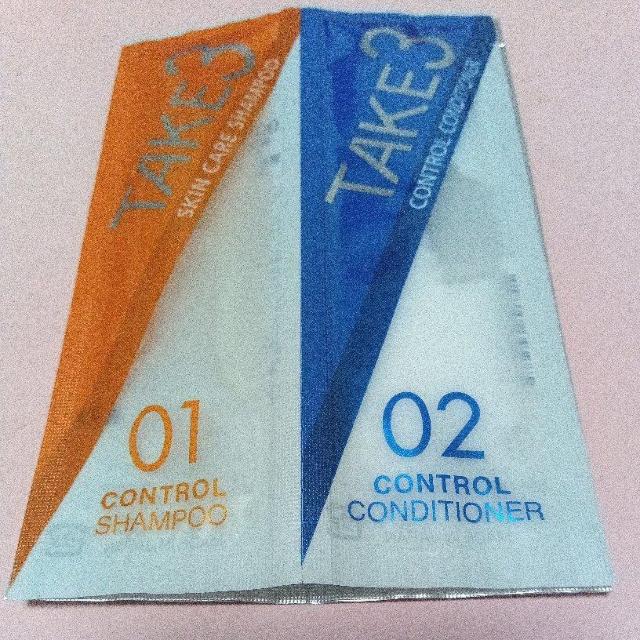 TAKE3
SKIN CARE SHAMPOO
01
CONTROL
SHAMPOO
TAKE3
CONTROL CONDITIONER
02
CONTROL
CONDITIONER